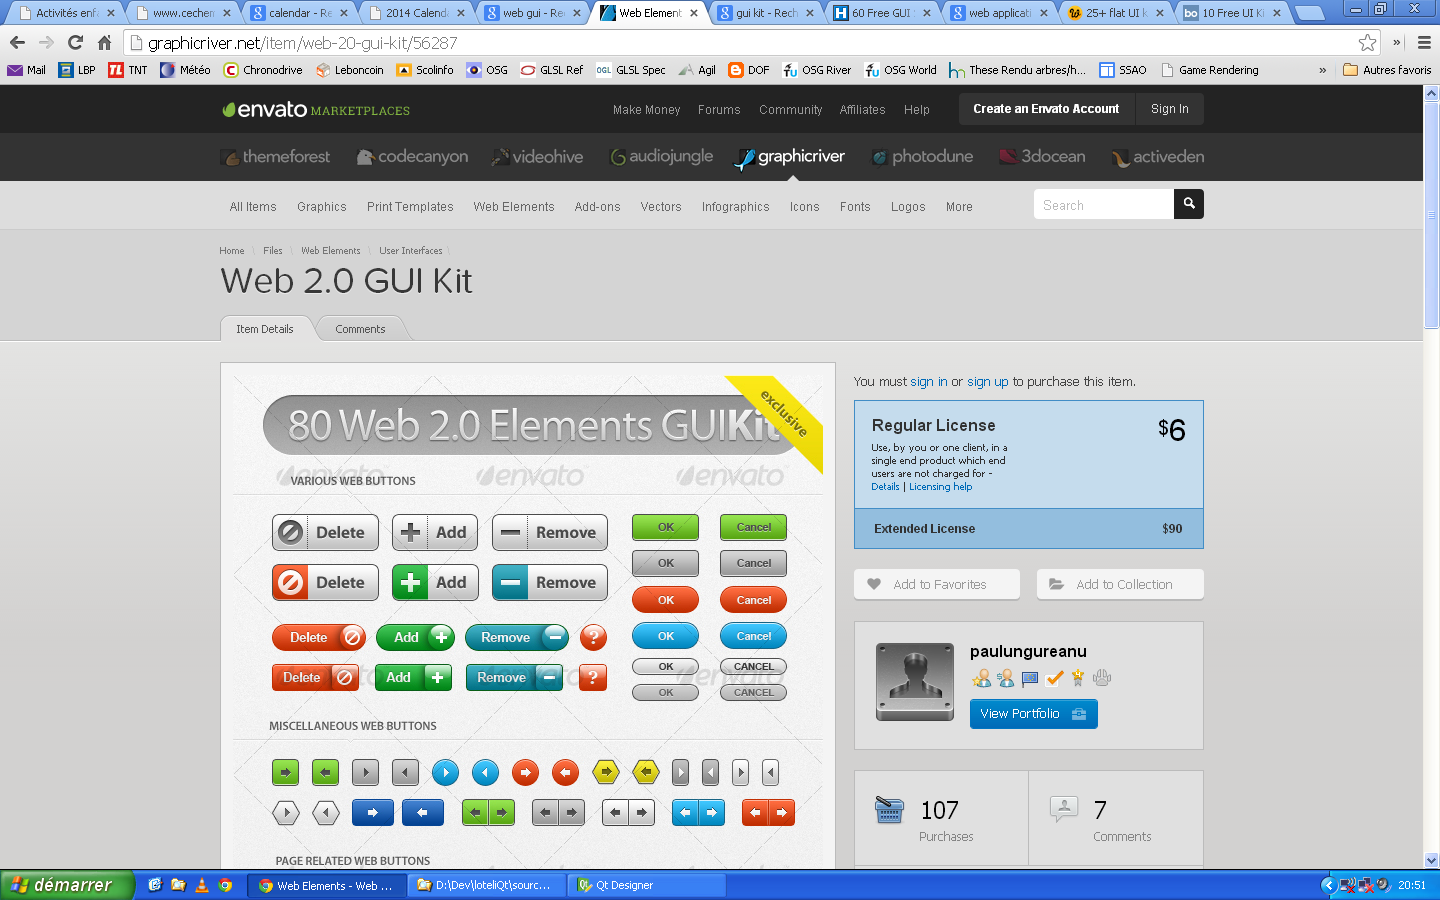 Activités enfa
www.cechem
calendar - Re
2014 Calenda
web gui - Re
Web Element
gui kit - Rech
60 Free GUI
web applicati
25+ flat UI k
10 Free UI Ki
graphicriver.net/item/web-20-gui-kit/56287
Mail LBP TNT Météo Chronodrive Leboncoin Scolinfo OSG GLSL Ref GLSL Spec Agil DOF OSG River OSG World These Rendu arbres/h... SSAO Game Rendering » Autres favoris
envato MARKETPLACES
Make Money Forums Community Affiliates Help Create an Envato Account Sign In
themeforest codecanyon videohive audiojungle graphicriver photodune 3docean activeden
All Items Graphics Print Templates Web Elements Add-ons Vectors Infographics Icons Fonts Logos More Search
Home \ Files \ Web Elements \ User Interfaces \
Web 2.0 GUI Kit
Item Details Comments
80 Web 2.0 Elements GUIKit
exclusive
envato envato envato
VARIOUS WEB BUTTONS
Delete Add Remove OK Cancel
OK Cancel
Delete Add Remove OK Cancel
Delete Add Remove ? OK Cancel
OK CANCEL
Delete Add Remove ? OK CANCEL
MISCELLANEOUS WEB BUTTONS
PAGE RELATED WEB BUTTONS
You must sign in or sign up to purchase this item.
Regular License $6
Use, by you or one client, in a
single end product which end
users are not charged for -
Details | Licensing help
Extended License $90
Add to Favorites Add to Collection
paulungureanu
View Portfolio
107 7
Purchases Comments
démarrer Web Elements - Web ... D:\Dev\loteliQt\sourc... Qt Designer 20:51